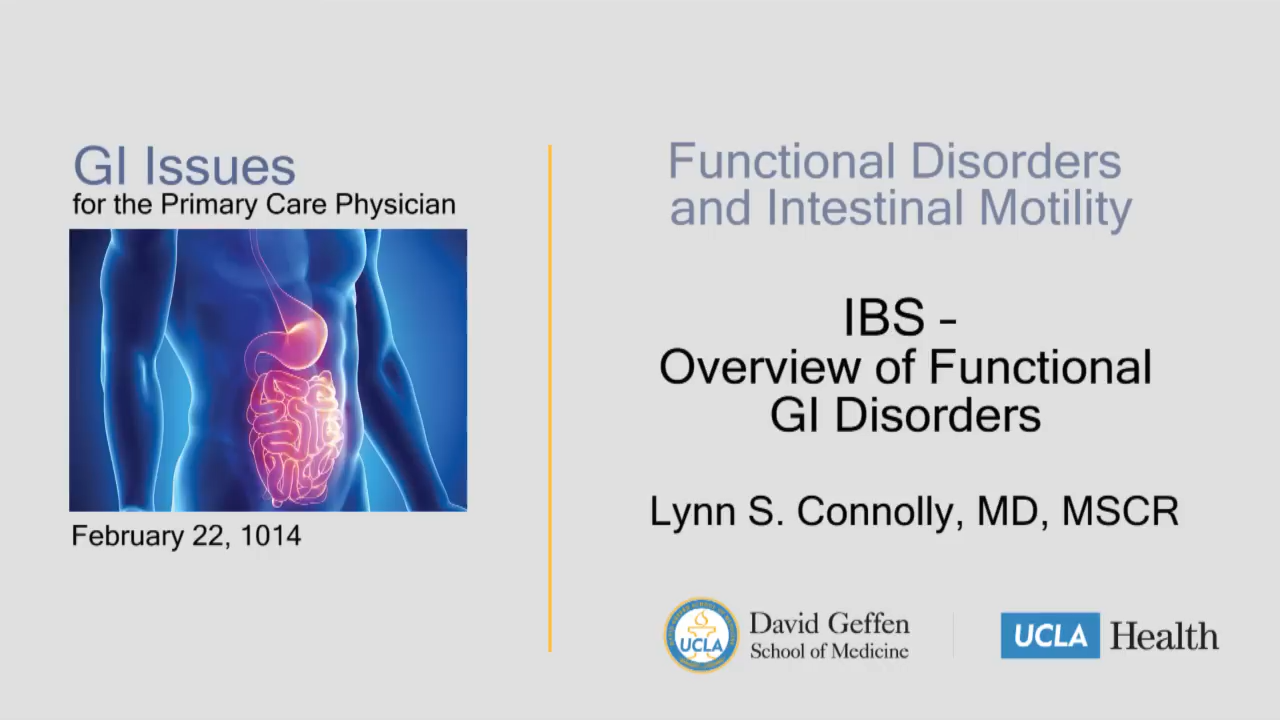 GI Issues
for the Primary Care Physician
February 22, 1014
Functional Disorders
and Intestinal Motility
IBS –
Overview of Functional
GI Disorders
Lynn S. Connolly, MD, MSCR
UCLA
David Geffen
School of Medicine
UCLA Health